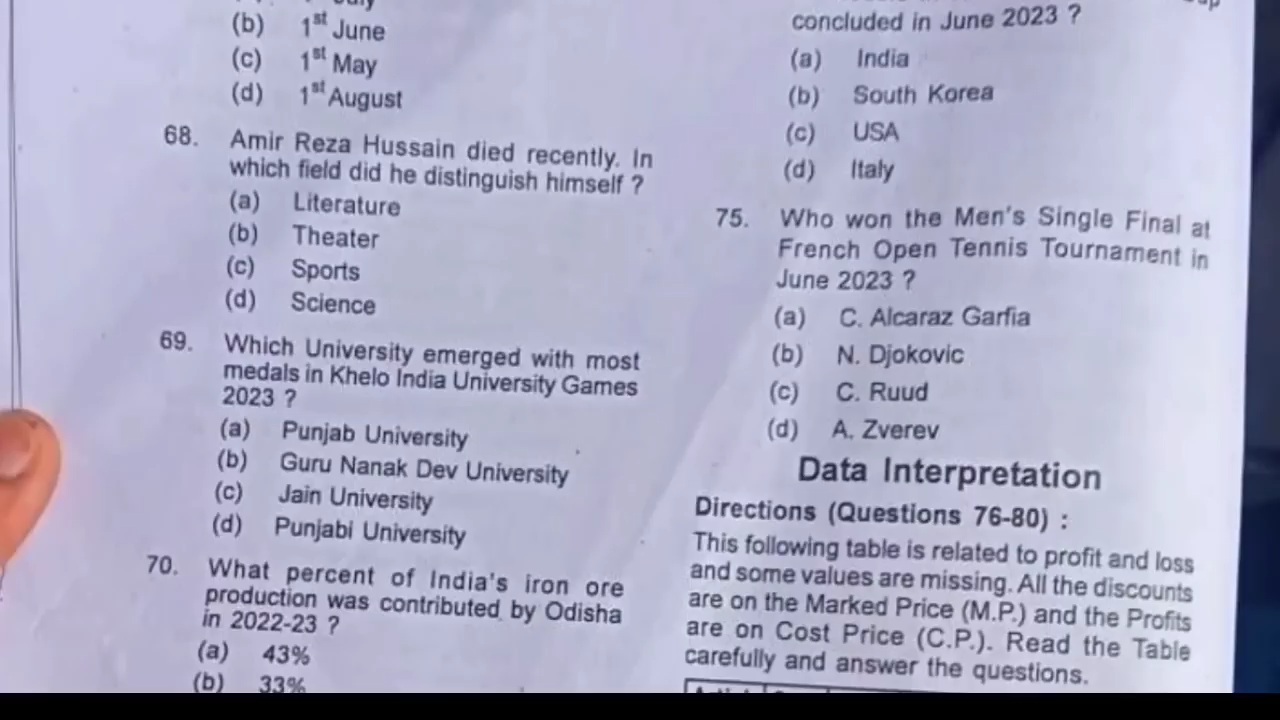 (b) 1st June
(c) 1st May
(d) 1st August
68. Amir Reza Hussain died recently. In
which field did he distinguish himself ?
(a) Literature
(b) Theater
(c) Sports
(d) Science
69. Which University emerged with most
medals in Khelo India University Games
2023 ?
(a) Punjab University
(b) Guru Nanak Dev University
(c) Jain University
(d) Punjabi University
70. What percent of India's iron ore
production was contributed by Odisha
in 2022-23 ?
(a) 43%
(b) 33%
concluded in June 2023 ?
(a) India
(b) South Korea
(c) USA
(d) Italy
75. Who won the Men's Single Final at
French Open Tennis Tournament in
June 2023 ?
(a) C. Alcaraz Garfia
(b) N. Djokovic
(c) C. Ruud
(d) A. Zverev
Data Interpretation
Directions (Questions 76-80) :
This following table is related to profit and loss
and some values are missing. All the discounts
are on the Marked Price (M.P.) and the Profits
are on Cost Price (C.P.). Read the Table
carefully and answer the questions.